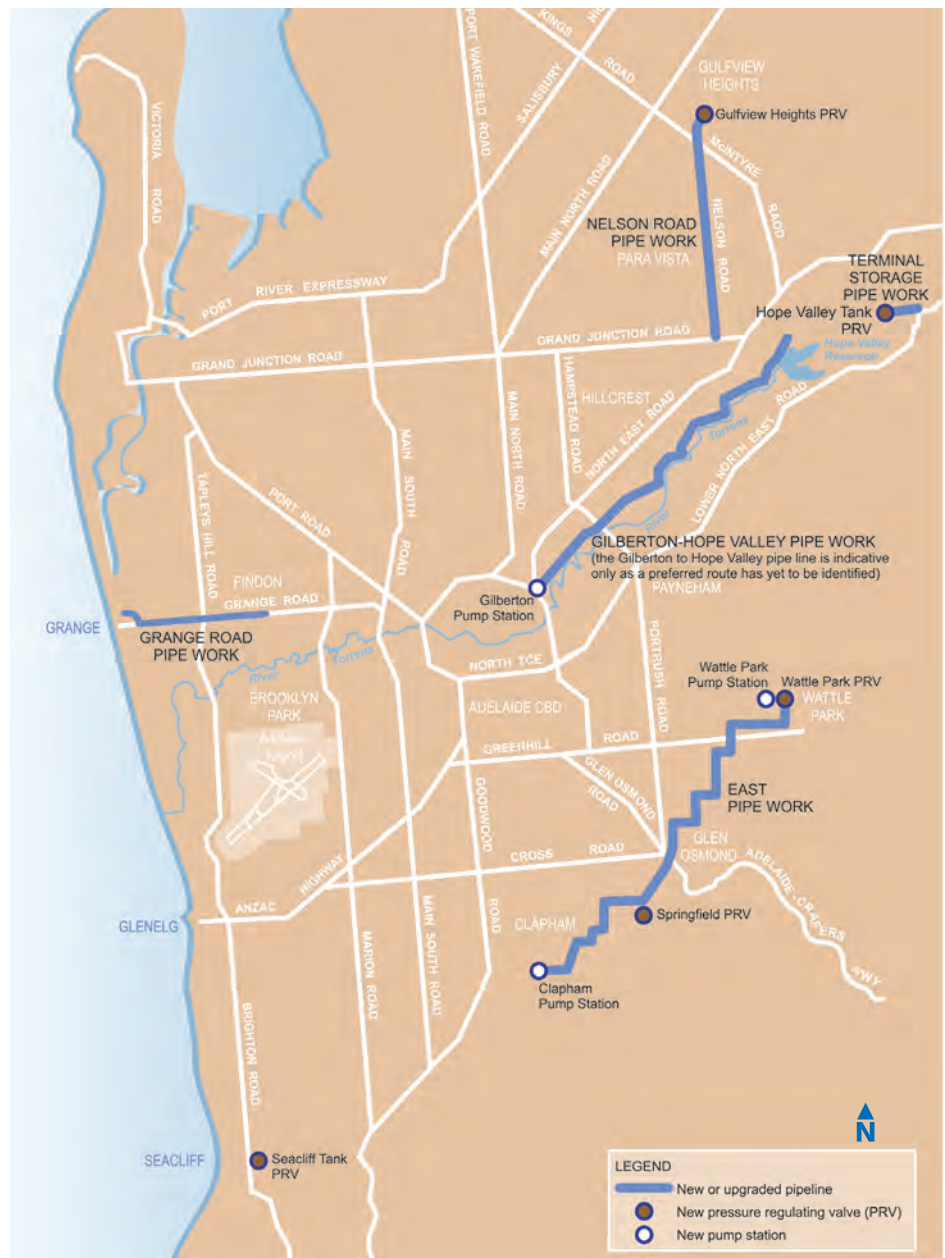 KINGS
ROAD
HIG
PORT WAKEFIELD ROAD
SALISBURY
GULFVIEW
HEIGHTS
Gulfview Heights PRV
VICTORIA
ROAD
McINTYRE
RAOD
MAIN NORTH ROAD
NELSON ROAD
PIPE WORK
PARA VISTA
NELSON ROAD
TERMINAL
STORAGE
PIPE WORK
Hope Valley Tank
PRV
PORT
RIVER EXPRESSWAY
Hope Valley
Reservoir
GRAND JUNCTION ROAD
GRAND JUNCTION ROAD
HAMPSTEAD ROAD
HILLCREST
NORTH EAST ROAD
Torrens
River
LOWER NORTH EAST
ROAD
MAIN NORTH ROAD
MAIN SOUTH
ROAD
TAPLEYS HILL ROAD
PORT ROAD
GILBERTON-HOPE VALLEY PIPE WORK
(the Gilberton to Hope Valley pipe line is indicative
only as a preferred route has yet to be identified)
PAYNEHAM
FINDON
GRANGE ROAD
Gilberton
Pump Station
GRANGE
GRANGE ROAD
PIPE WORK
River
Torrens
NORTH TCE
PORTRUSH ROAD
BROOKLYN
PARK
Adelaide
Airport
ADELAIDE CBD
Wattle Park
Pump Station
Wattle Park PRV
WATTLE
PARK
GREENHILL
ROAD
GLEN OSMOND
ROAD
GOODWOOD
ROAD
EAST
PIPE WORK
GLEN
OSMOND
ADELAIDE-CRAFERS
HWY
CROSS
ROAD
ANZAC
HIGHWAY
GLENELG
CLAPHAM
Springfield PRV
MARION ROAD
MAIN SOUTH ROAD
Clapham
Pump Station
BRIGHTON ROAD
SEACLIFF
Seacliff Tank
PRV
N
LEGEND
New or upgraded pipeline
New pressure regulating valve (PRV)
New pump station